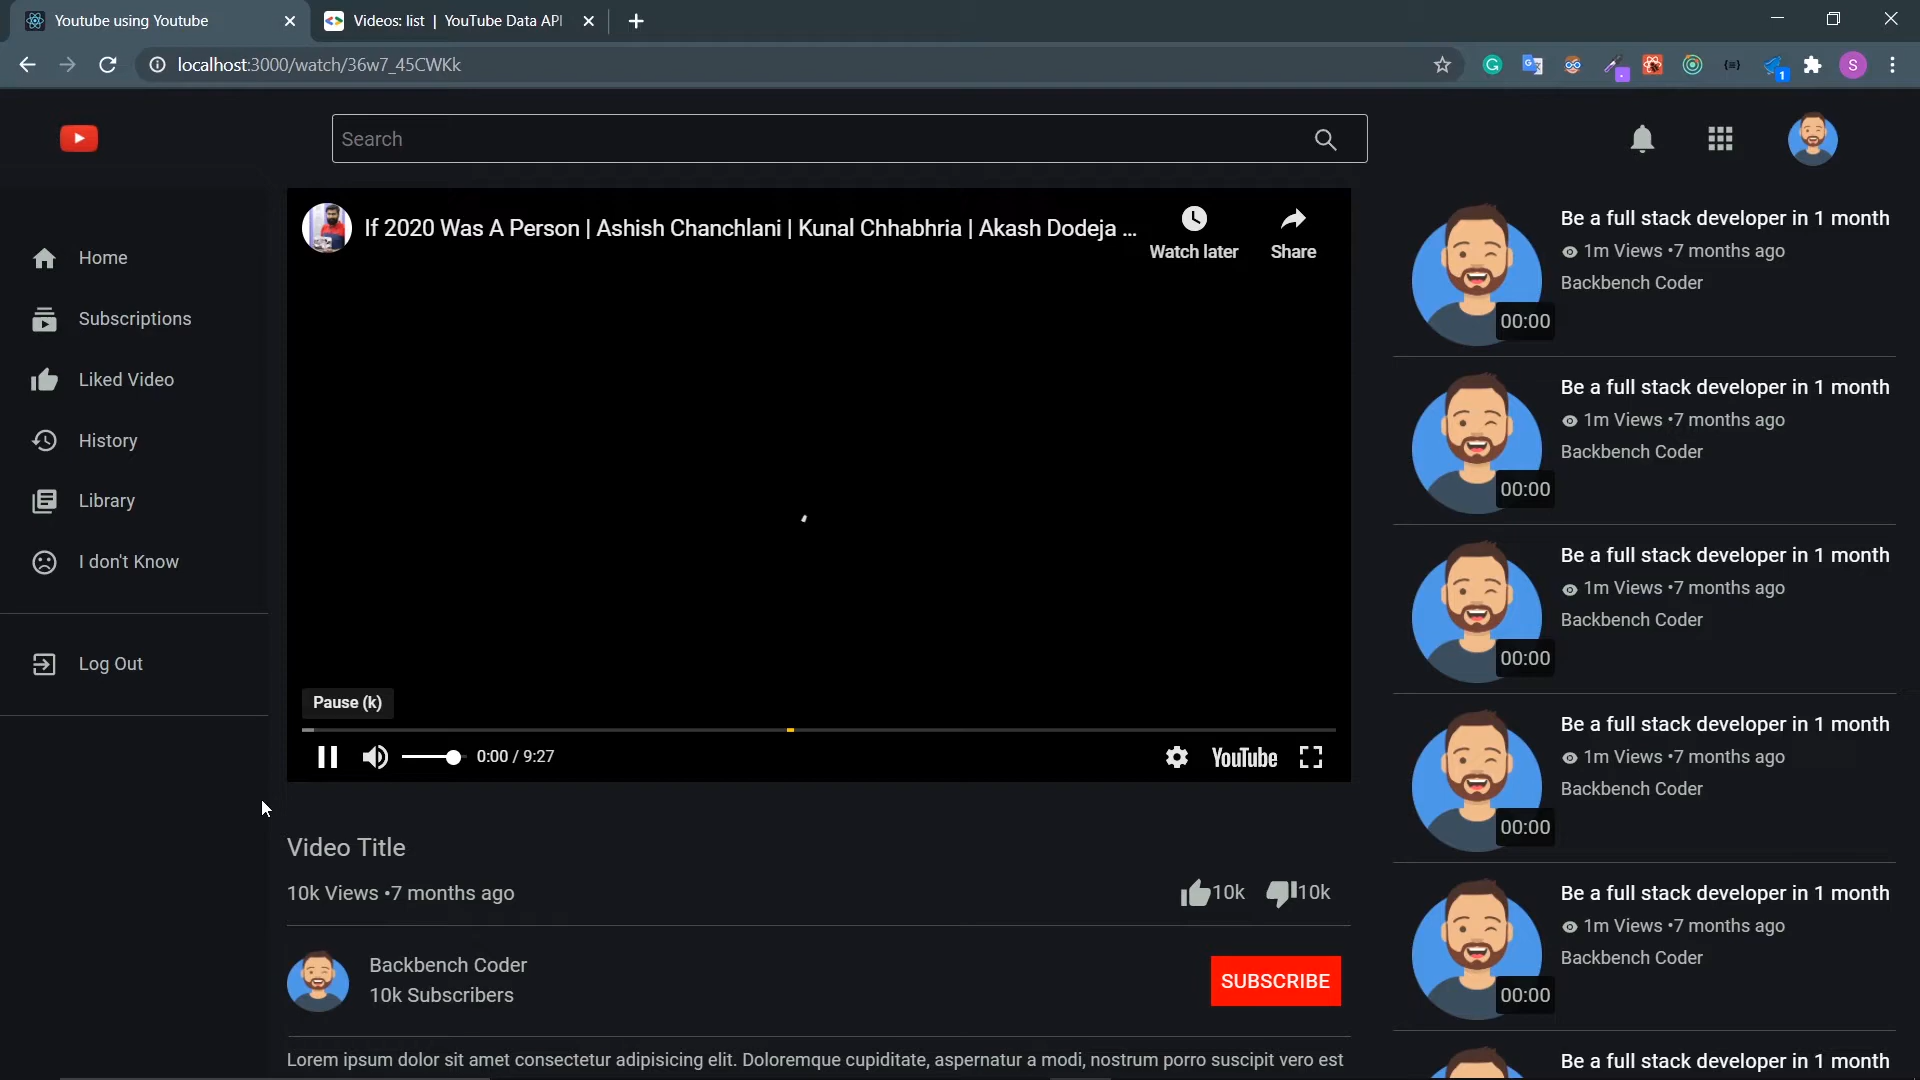 Youtube using Youtube
Videos: list | YouTube Data API
localhost:3000/watch/36w7_45CWKk
1
S
Search
Home
Subscriptions
Liked Video
History
Library
I don't Know
Log Out
If 2020 Was A Person | Ashish Chanchlani | Kunal Chhabhria | Akash Dodeja ...
Watch later
Share
Pause (k)
0:00 / 9:27
YouTube
Video Title
10k Views •7 months ago
10k
10k
Backbench Coder
10k Subscribers
SUBSCRIBE
Lorem ipsum dolor sit amet consectetur adipisicing elit. Doloremque cupiditate, aspernatur a modi, nostrum porro suscipit vero est
Be a full stack developer in 1 month
1m Views •7 months ago
Backbench Coder
00:00
Be a full stack developer in 1 month
1m Views •7 months ago
Backbench Coder
00:00
Be a full stack developer in 1 month
1m Views •7 months ago
Backbench Coder
00:00
Be a full stack developer in 1 month
1m Views •7 months ago
Backbench Coder
00:00
Be a full stack developer in 1 month
1m Views •7 months ago
Backbench Coder
00:00
Be a full stack developer in 1 month